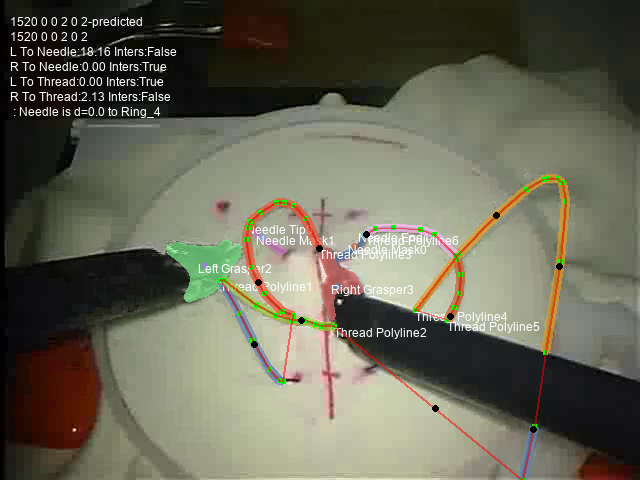 1520 0 0 2 0 2-predicted
1520 0 0 2 0 2
L To Needle:18.16 Inters:False
R To Needle:0.00 Inters:True
L To Thread:0.00 Inters:True
R To Thread:2.13 Inters:False
: Needle is d=0.0 to Ring_4
Needle Tip
Needle Mask1
Thread Polyline6
Needle Mask0
Left Grasper2
Thread Polyline1
Right Grasper3
Thread Polyline4
Thread Polyline5
Thread Polyline2